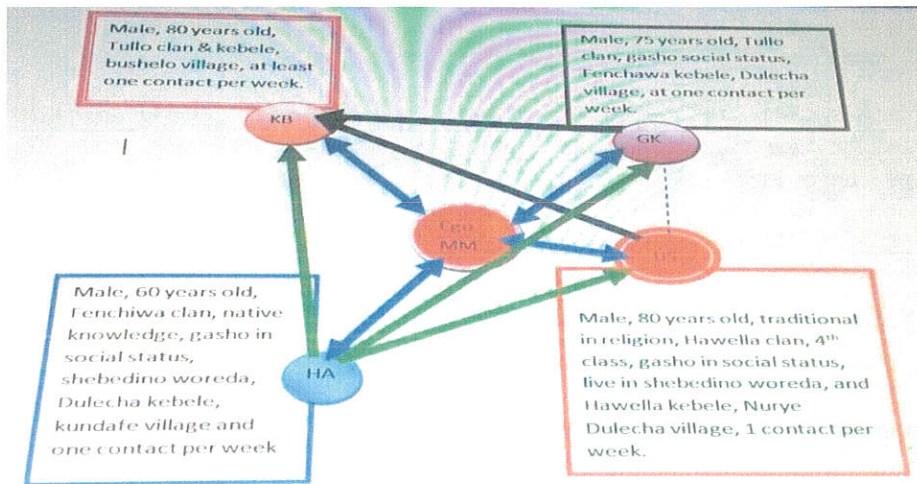 Male, 80 years old,
Tullo clan & kebele,
bushelo village, at least
one contact per week.
Male, 75 years old, Tullo
clan, gasho social status,
Fenchawa kebele, Dulecha
village, at one contact per
week.
KB
GK
Ego
MM
HA
Male, 60 years old,
Fenchiwa clan, native
knowledge, gasho in
social status,
shebedino woreda,
Dulecha kebele,
kundafe village and
one contact per week
Male, 80 years old, traditional
in religion, Hawella clan, 4th
class, gasho in social status,
live in shebedino woreda, and
Hawella kebele, Nurye
Dulecha village, 1 contact per
week.